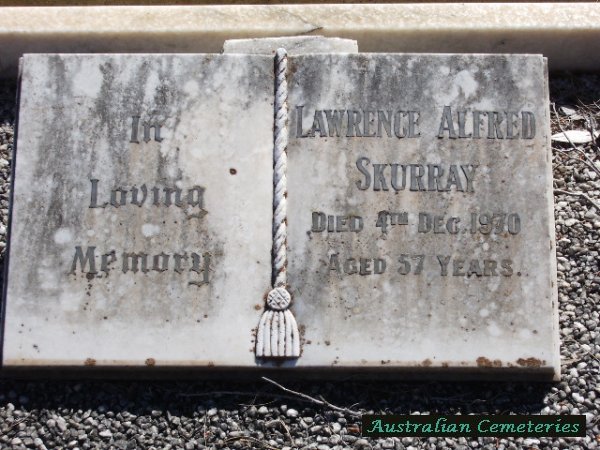 In
Loving
Memory
LAWRENCE ALFRED
SKURRAY
DIED 4TH DEC. 1970
AGED 57 YEARS.
Australian Cemeteries